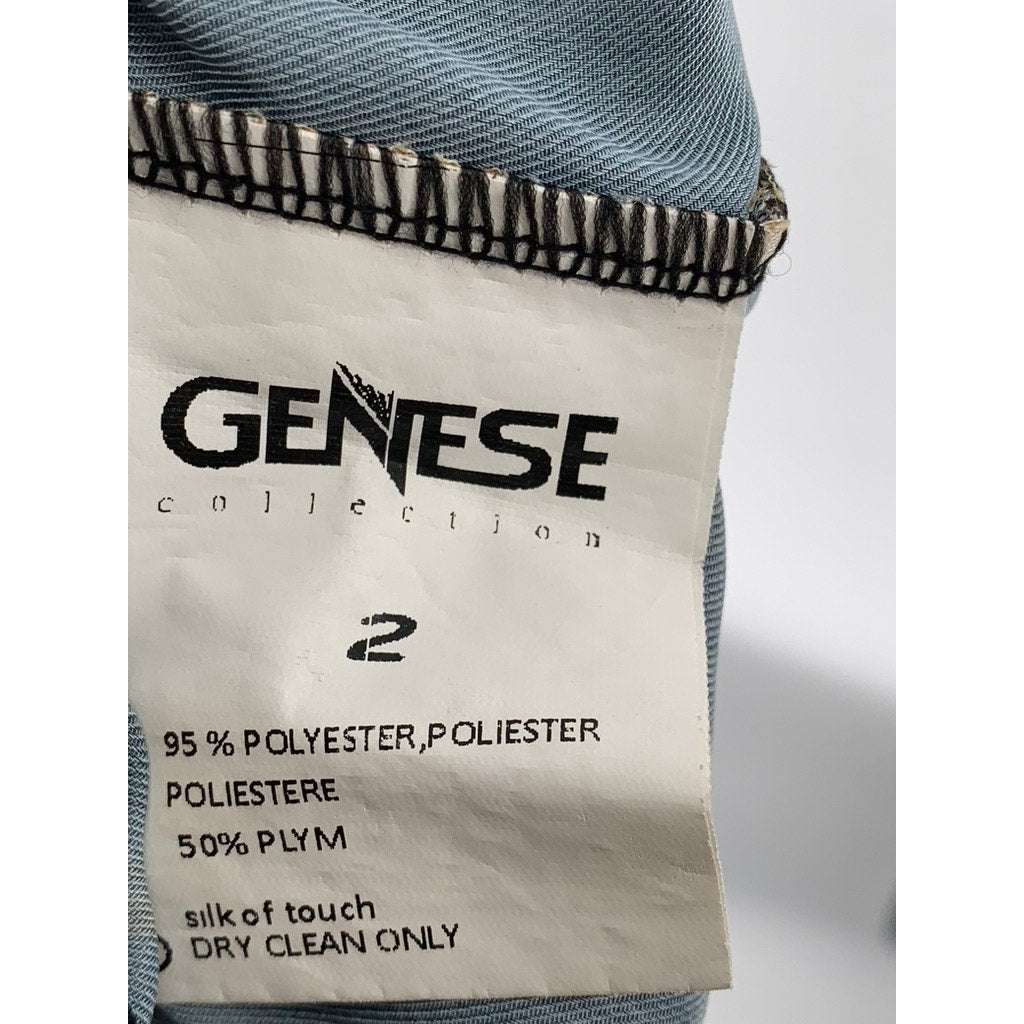 GENESE
collection
2
95 % POLYESTER,POLIESTER
POLIESTERE
50% PLYM
silk of touch
DRY CLEAN ONLY